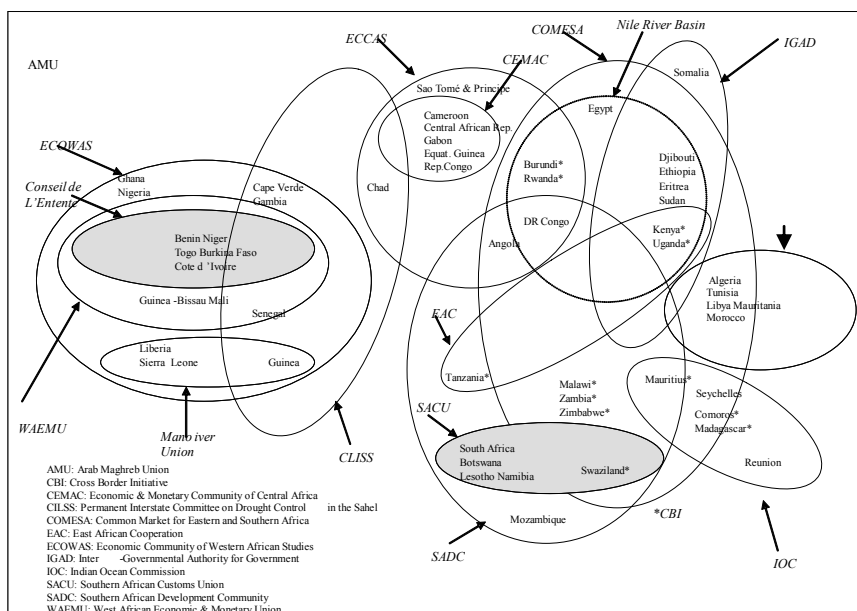 COMESA
Nile River Basin
ECCAS
IGAD
CEMAC
AMU
Somalia
Sao Tomé & Principe
Egypt
Cameroon
Central African Rep.
Gabon
Equat. Guinea
Rep.Congo
ECOWAS
Burundi*
Rwanda*
Djibouti
Ethiopia
Eritrea
Sudan
Ghana
Nigeria
Conseil de
L'Entente
Cape Verde
Gambia
Chad
DR Congo
Angola
Kenya*
Uganda*
Benin Niger
Togo Burkina Faso
Cote d 'Ivoire
Algeria
Tunisia
Libya Mauritania
Morocco
Guinea -Bissau Mali
Senegal
EAC
Liberia
Sierra Leone
Guinea
Tanzania*
Malawi*
Zambia*
Zimbabwe*
Mauritius*
Seychelles
Comoros*
Madagascar*
Reunion
SACU
WAEMU
Mano iver
Union
CLISS
South Africa
Botswana
Lesotho Namibia
Swaziland*
Mozambique
*CBI
SADC
IOC
AMU: Arab Maghreb Union
CBI: Cross Border Initiative
CEMAC: Economic & Monetary Community of Central Africa
CILSS: Permanent Interstate Committee on Drought Control in the Sahel
COMESA: Common Market for Eastern and Southern Africa
EAC: East African Cooperation
ECOWAS: Economic Community of Western African Studies
IGAD: Inter -Governmental Authority for Government
IOC: Indian Ocean Commission
SACU: Southern African Customs Union
SADC: Southern African Development Community
WAEMU: West African Economic & Monetary Union